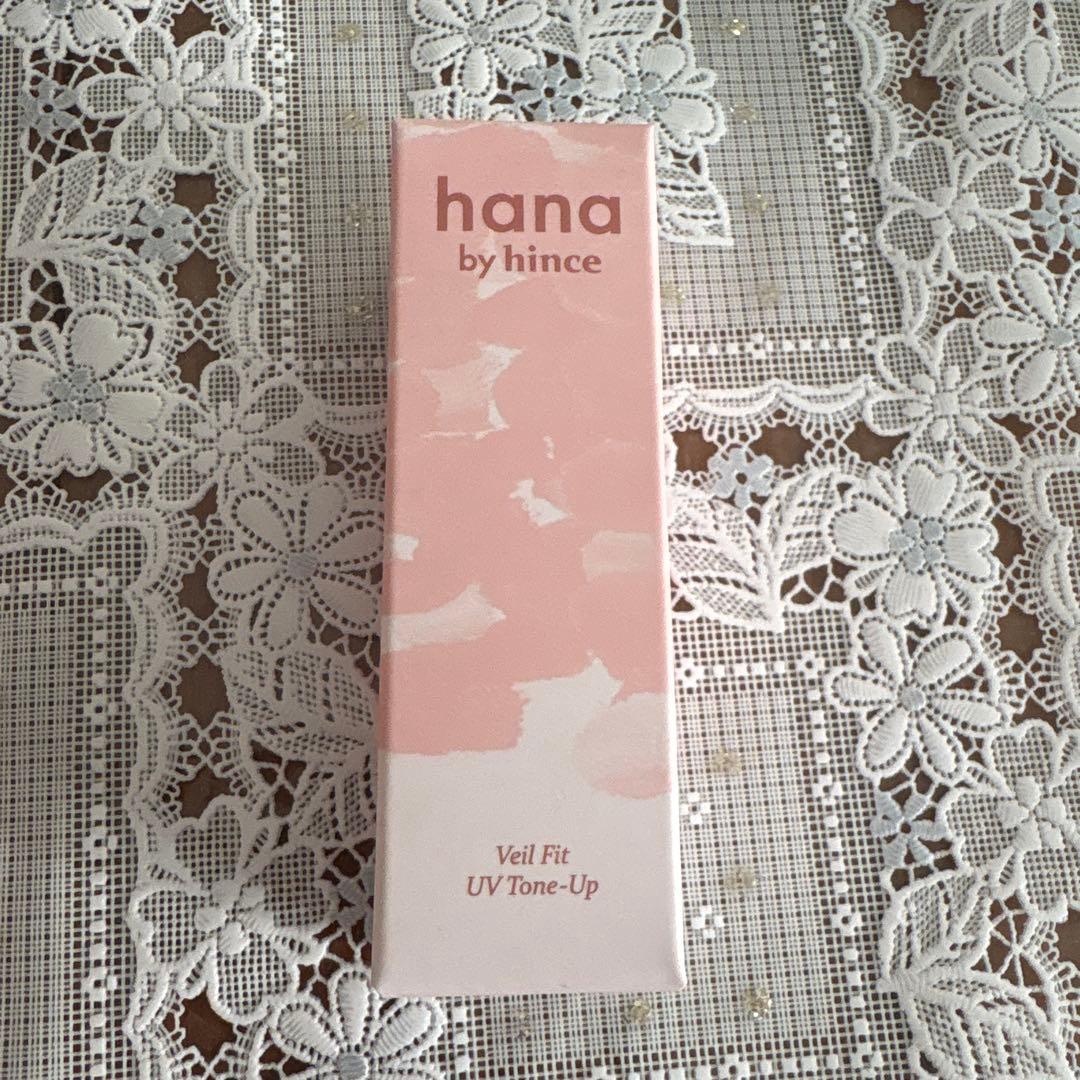 hana
by hince
Veil Fit
UV Tone-Up